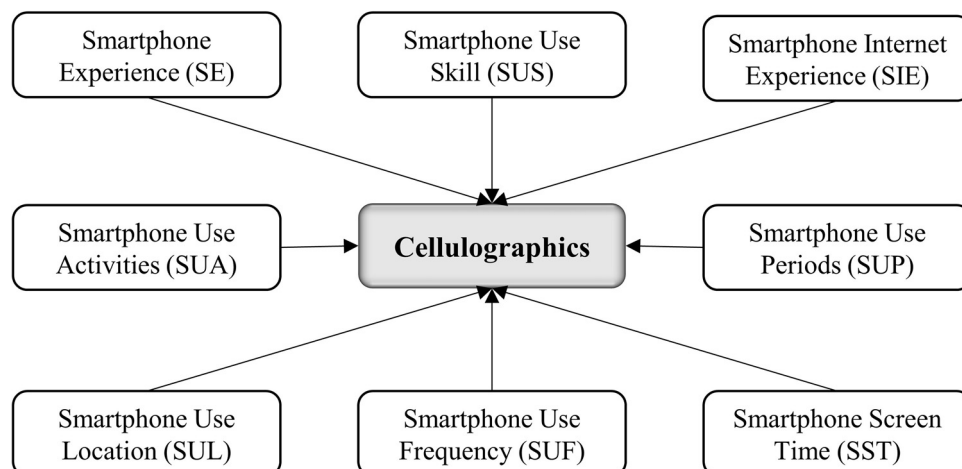 Smartphone
Experience (SE)
Smartphone Use
Skill (SUS)
Smartphone Internet
Experience (SIE)
Smartphone Use
Activities (SUA)
Cellulographics
Smartphone Use
Periods (SUP)
Smartphone Use
Location (SUL)
Smartphone Use
Frequency (SUF)
Smartphone Screen
Time (SST)